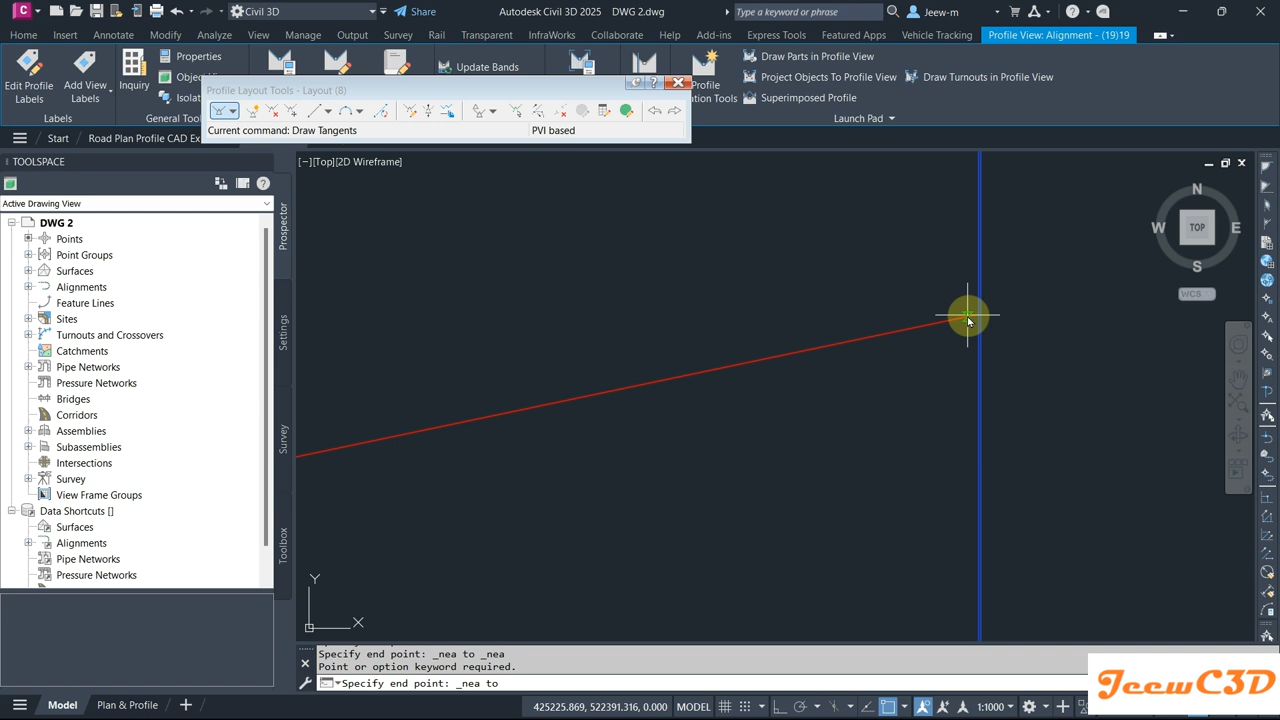 Civil 3D
Share
Autodesk Civil 3D 2025
DWG 2.dwg
Type a keyword or phrase
Jeew-m
Home
Insert
Annotate
Modify
Analyze
View
Manage
Output
Survey
Rail
Transparent
InfraWorks
Collaborate
Help
Add-ins
Express Tools
Featured Apps
Vehicle Tracking
Profile View: Alignment - (19)19
Edit Profile
Labels
Add View
Labels
Inquiry
Properties
Labels
General
Update Bands
Draw Parts in Profile View
Project Objects To Profile View
Draw Turnouts in Profile View
Superimposed Profile
Launch Pad
Profile Layout Tools - Layout (8)
Current command: Draw Tangents
PVI based
Start
Road Plan Profile CAD
TOOLSPACE
[−][Top][2D Wireframe]
Active Drawing View
DWG 2
Points
Point Groups
Surfaces
Alignments
Feature Lines
Sites
Turnouts and Crossovers
Catchments
Pipe Networks
Pressure Networks
Bridges
Corridors
Assemblies
Subassemblies
Intersections
Survey
View Frame Groups
Data Shortcuts []
Surfaces
Alignments
Pipe Networks
Pressure Networks
Prospector
Settings
Survey
Toolbox
N
W
TOP
E
S
WCS
Y
X
Specify end point: _nea to _nea
Point or option keyword required.
Specify end point: _nea to
Model
Plan & Profile
425225.869, 522391.316, 0.000
MODEL
1:1000
JeewC3D